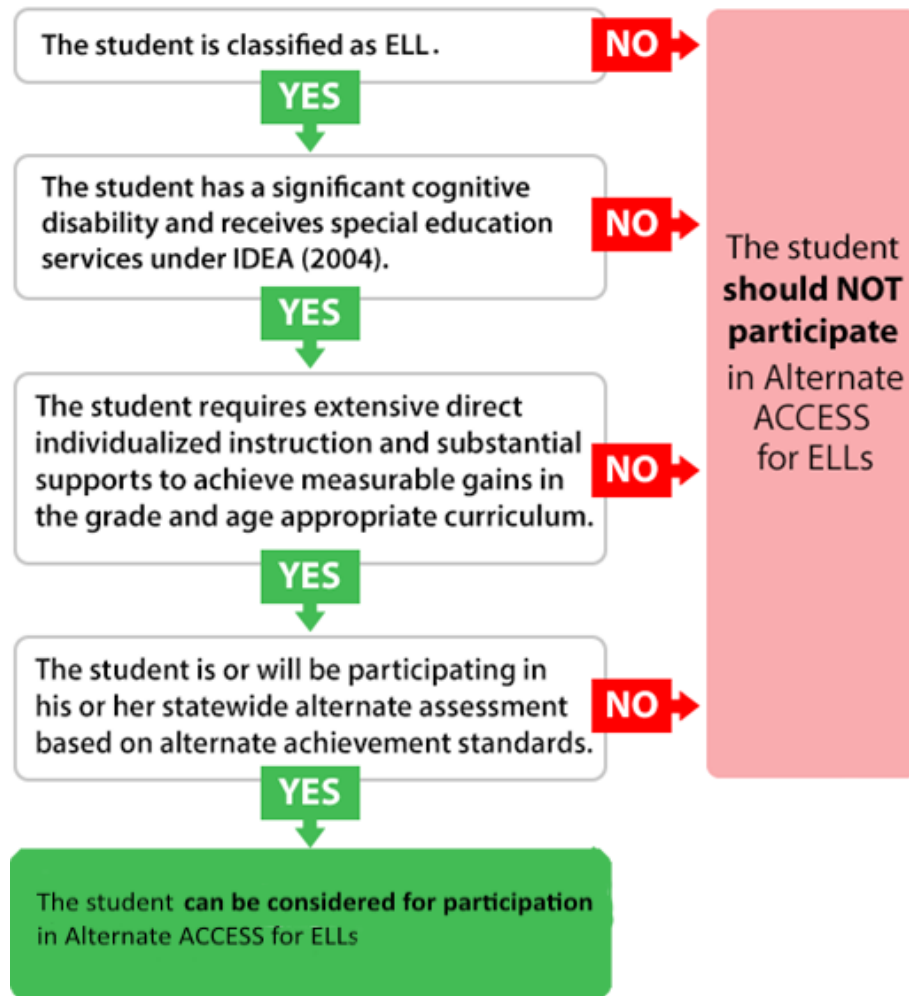 The student is classified as ELL.
NO
YES
The student has a significant cognitive
disability and receives special education
services under IDEA (2004).
NO
YES
The student requires extensive direct
individualized instruction and substantial
supports to achieve measurable gains in
the grade and age appropriate curriculum.
NO
YES
The student is or will be participating in
his or her statewide alternate assessment
based on alternate achievement standards.
NO
YES
The student can be considered for participation
in Alternate ACCESS for ELLs
The student
should NOT
participate
in Alternate
ACCESS
for ELLs